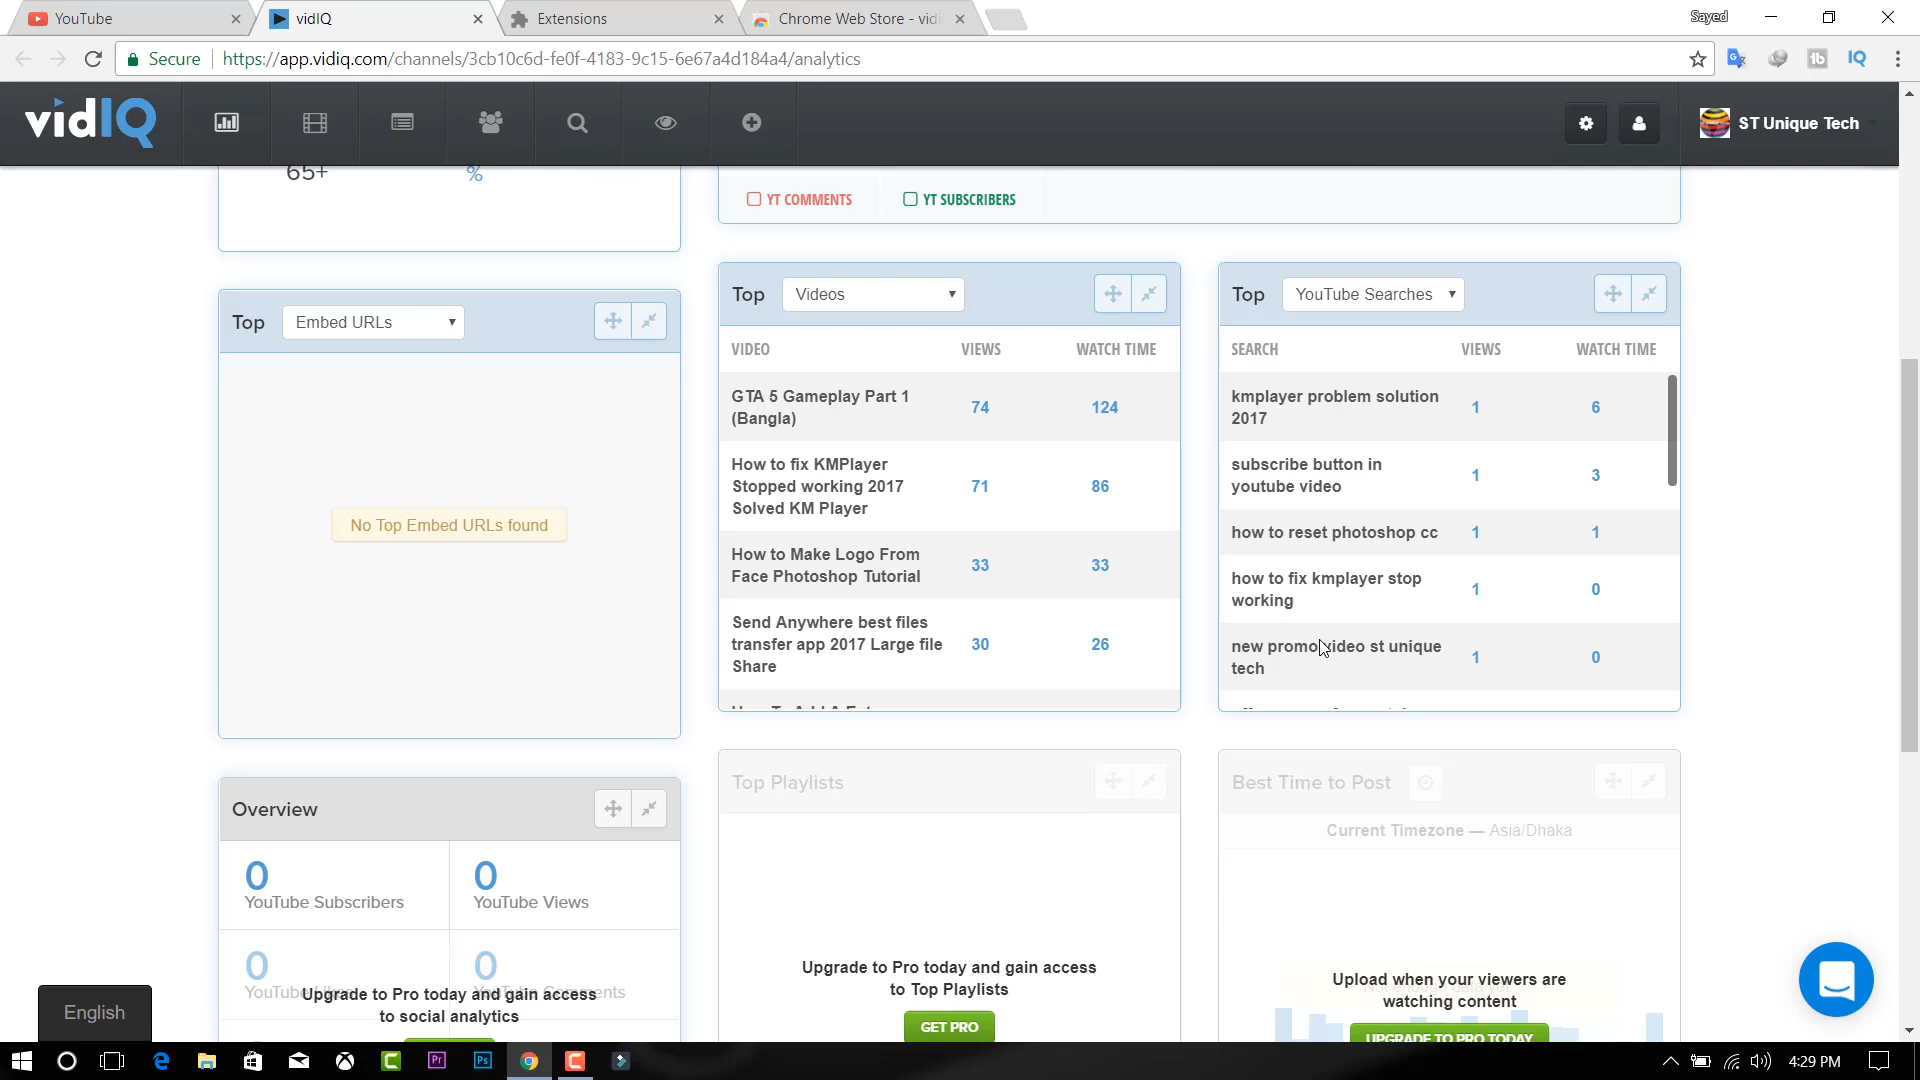 YouTube
vidIQ
Extensions
Chrome Web Store - vidi
Sayed
Secure
https://app.vidiq.com/channels/3cb10c6d-fe0f-4183-9c15-6e67a4d184a4/analytics
IQ
vidIQ
ST Unique Tech
65+
%
YT COMMENTS
YT SUBSCRIBERS
Top
Embed URLs
No Top Embed URLs found
Top
Videos
VIDEO
VIEWS
WATCH TIME
GTA 5 Gameplay Part 1
(Bangla)
74
124
How to fix KMPlayer
Stopped working 2017
Solved KM Player
71
86
How to Make Logo From
Face Photoshop Tutorial
33
33
Send Anywhere best files
transfer app 2017 Large file
Share
30
26
Top
YouTube Searches
SEARCH
VIEWS
WATCH TIME
kmplayer problem solution
2017
1
6
subscribe button in
youtube video
1
3
how to reset photoshop cc
1
1
how to fix kmplayer stop
working
1
0
new promo video st unique
tech
1
0
Overview
0
YouTube Subscribers
0
YouTube Views
0
0
Upgrade to Pro today and gain access
to social analytics
Top Playlists
Upgrade to Pro today and gain access
to Top Playlists
GET PRO
Best Time to Post
Current Timezone — Asia/Dhaka
Upload when your viewers are
watching content
UPGRADE TO PRO TODAY
English
Pr
Ps
4:29 PM